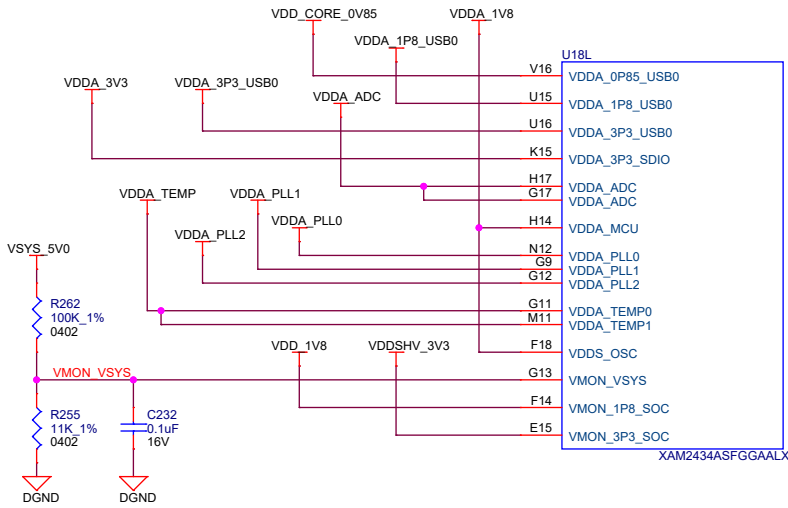 VDD_CORE_0V85
VDDA_1V8
VDDA_1P8_USB0
U18L
VDDA_3V3
VDDA_3P3_USB0
VDDA_ADC
V16 VDDA_0P85_USB0
U15 VDDA_1P8_USB0
U16 VDDA_3P3_USB0
K15 VDDA_3P3_SDIO
H17 VDDA_ADC
G17 VDDA_ADC
VDDA_TEMP
VDDA_PLL1
VDDA_PLL0
H14 VDDA_MCU
VSYS_5V0
VDDA_PLL2
N12 VDDA_PLL0
G9 VDDA_PLL1
G12 VDDA_PLL2
R262
100K_1%
0402
G11 VDDA_TEMP0
M11 VDDA_TEMP1
VDD_1V8
VDDSHV_3V3
F18 VDDS_OSC
VMON_VSYS
G13 VMON_VSYS
R255
11K_1%
0402
C232
0.1uF
16V
F14 VMON_1P8_SOC
E15 VMON_3P3_SOC
XAM2434ASFGGAALX
DGND
DGND